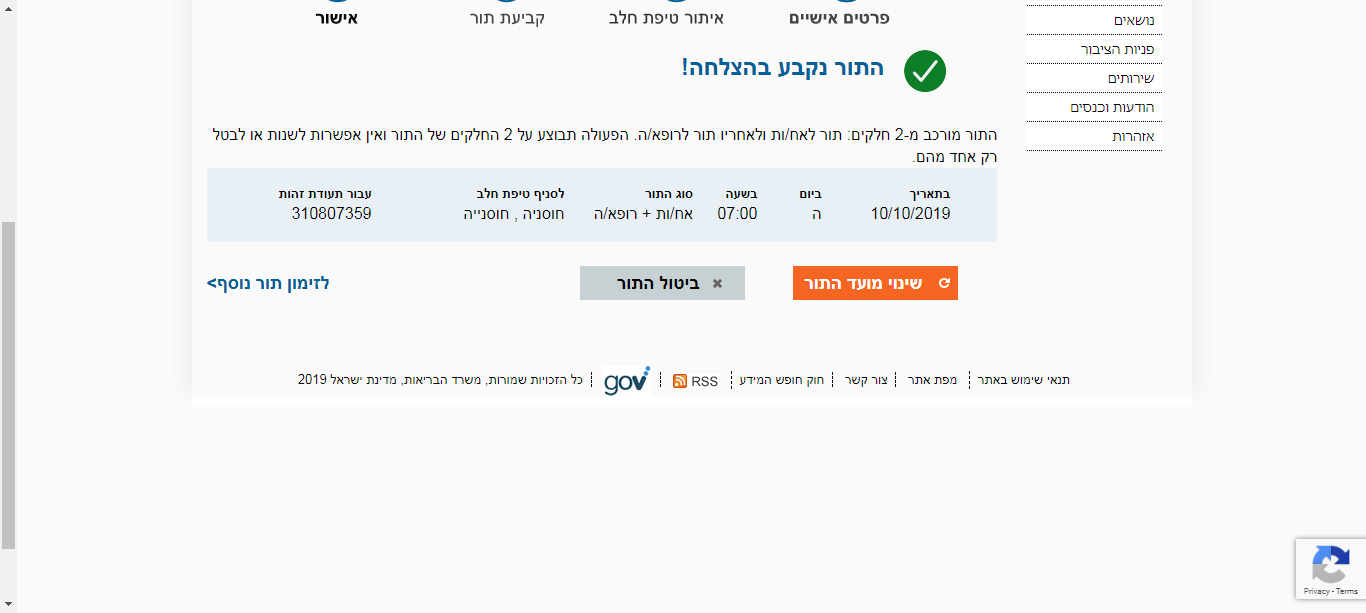 פרטים אישיים
איתור טיפת חלב
קביעת תור
אישור
התור נקבע בהצלחה!
התור מורכב מ-2 חלקים: תור לאח/ות ולאחריו תור לרופא/ה. הפעולה תבוצע על 2 החלקים של התור ואין אפשרות לשנות או לבטל
רק אחד מהם.
בתאריך ביום בשעה סוג התור לסניף טיפת חלב עבור תעודת זהות
10/10/2019 ה 07:00 אח/ות + רופא/ה חוסניה , חוסנייה 310807359
שינוי מועד התור
ביטול התור
לזימון תור נוסף>
נושאים
פניות הציבור
שירותים
הודעות וכנסים
אזהרות
תנאי שימוש באתר
מפת אתר
צור קשר
חוק חופש המידע
RSS
gov
כל הזכויות שמורות, משרד הבריאות, מדינת ישראל 2019
Privacy - Terms